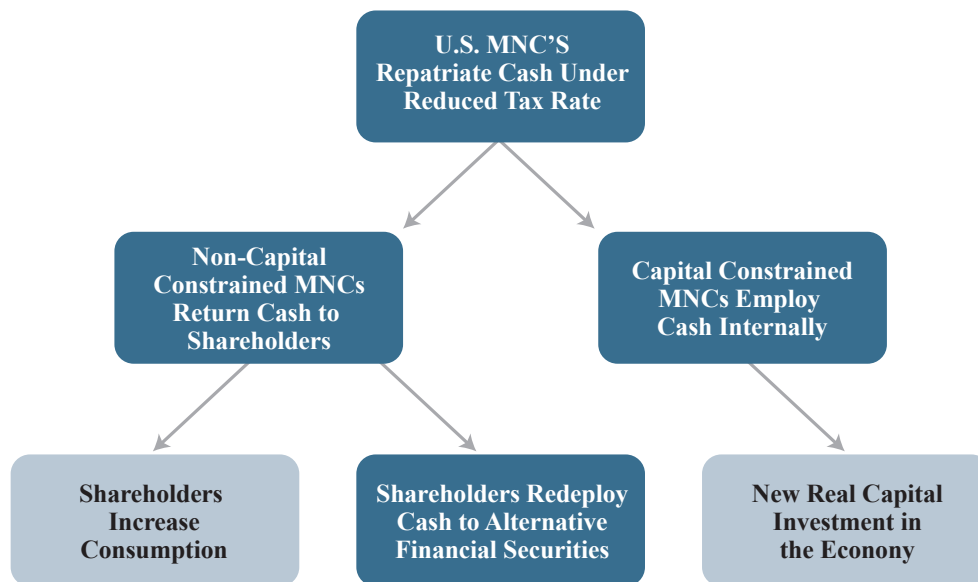 U.S. MNC’S
Repatriate Cash Under
Reduced Tax Rate
Non-Capital
Constrained MNCs
Return Cash to
Shareholders
Capital Constrained
MNCs Employ
Cash Internally
Shareholders
Increase
Consumption
Shareholders Redeploy
Cash to Alternative
Financial Securities
New Real Capital
Investment in
the Econony